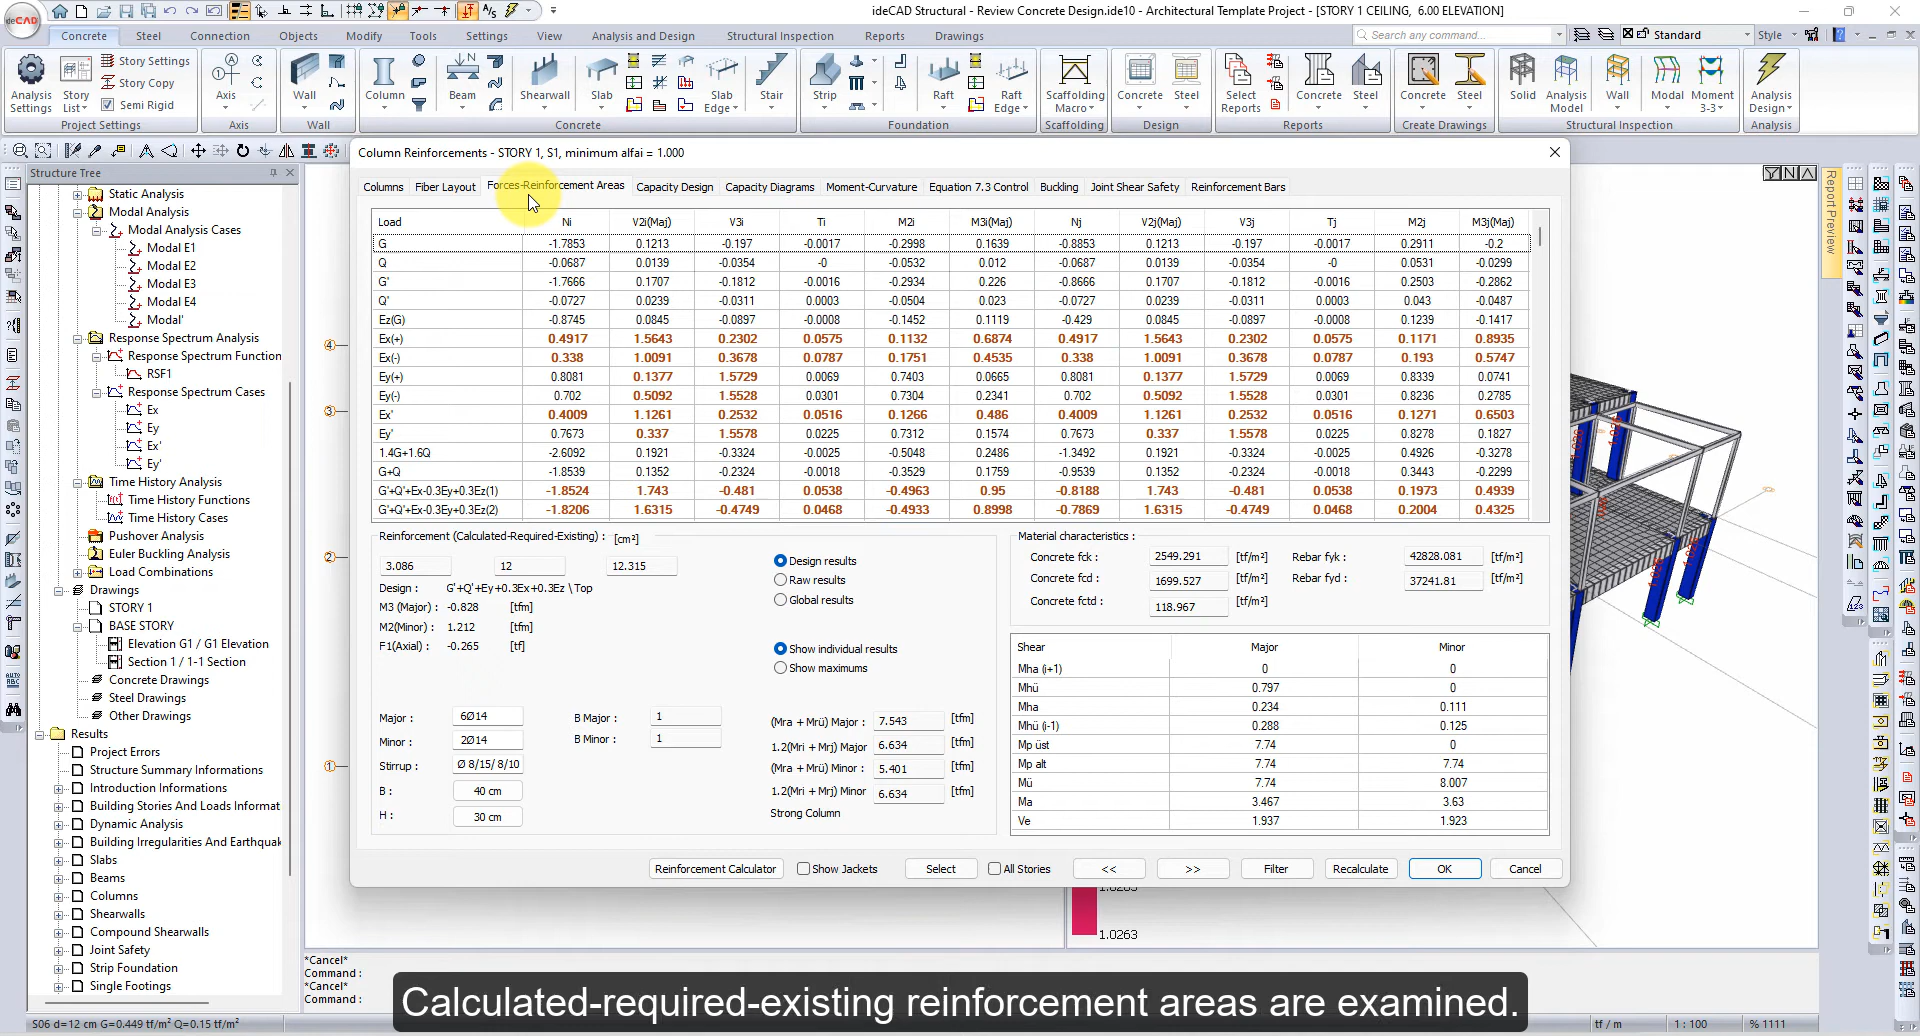 ideCAD
ideCAD Structural - Review Concrete Design.ide10 - Architectural Template Project - [STORY 1 CEILING, 6.00 ELEVATION]
Concrete Steel Connection Objects Modify Tools Settings View Analysis and Design Structural Inspection Reports Drawings
Search any command... Standard Style
Analysis Settings
Story List
Story Settings
Story Copy
Semi Rigid
Axis
Wall
Column
Beam
Shearwall
Slab
Slab Edge
Stair
Strip
Raft
Raft Edge
Scaffolding Macro
Concrete
Steel
Select Reports
Concrete
Steel
Concrete
Steel
Solid
Analysis Model
Wall
Modal
Moment 3-3
Analysis Design
Project Settings Axis Wall Concrete Foundation Scaffolding Design Reports Create Drawings Structural Inspection Analysis
Structure Tree
Static Analysis
Modal Analysis
Modal Analysis Cases
Modal E1
Modal E2
Modal E3
Modal E4
Modal'
Response Spectrum Analysis
Response Spectrum Function
RSF1
Response Spectrum Cases
Ex
Ey
Ex'
Ey'
Time History Analysis
Time History Functions
Time History Cases
Pushover Analysis
Euler Buckling Analysis
Load Combinations
Drawings
STORY 1
BASE STORY
Elevation G1 / G1 Elevation
Section 1 / 1-1 Section
Concrete Drawings
Steel Drawings
Other Drawings
Results
Project Errors
Structure Summary Informations
Introduction Informations
Building Stories And Loads Informat
Dynamic Analysis
Building Irregularities And Earthquak
Slabs
Beams
Columns
Shearwalls
Compound Shearwalls
Joint Safety
Strip Foundation
Single Footings
4
3
2
1
Column Reinforcements - STORY 1, S1, minimum alfai = 1.000
Columns Fiber Layout Forces-Reinforcement Areas Capacity Design Capacity Diagrams Moment-Curvature Equation 7.3 Control Buckling Joint Shear Safety Reinforcement Bars
Load Ni V2i(Maj) V3i Ti M2i M3i(Maj) Nj V2j(Maj) V3j Tj M2j M3j(Maj)
G -1.7853 0.1213 -0.197 -0.0017 -0.2998 0.1639 -0.8853 0.1213 -0.197 -0.0017 0.2911 -0.2
Q -0.0687 0.0139 -0.0354 -0 -0.0532 0.012 -0.0687 0.0139 -0.0354 -0 0.0531 -0.0299
G' -1.7666 0.1707 -0.1812 -0.0016 -0.2934 0.226 -0.8666 0.1707 -0.1812 -0.0016 0.2503 -0.2862
Q' -0.0727 0.0239 -0.0311 0.0003 -0.0504 0.023 -0.0727 0.0239 -0.0311 0.0003 0.043 -0.0487
Ez(G) -0.8745 0.0845 -0.0897 -0.0008 -0.1452 0.1119 -0.429 0.0845 -0.0897 -0.0008 0.1239 -0.1417
Ex(+) 0.4917 1.5643 0.2302 0.0575 0.1132 0.6874 0.4917 1.5643 0.2302 0.0575 0.1171 0.8935
Ex(-) 0.338 1.0091 0.3678 0.0787 0.1751 0.4535 0.338 1.0091 0.3678 0.0787 0.193 0.5747
Ey(+) 0.8081 0.1377 1.5729 0.0069 0.7403 0.0665 0.8081 0.1377 1.5729 0.0069 0.8339 0.0741
Ey(-) 0.702 0.5092 1.5528 0.0301 0.7304 0.2341 0.702 0.5092 1.5528 0.0301 0.8236 0.2785
Ex' 0.4009 1.1261 0.2532 0.0516 0.1266 0.486 0.4009 1.1261 0.2532 0.0516 0.1271 0.6503
Ey' 0.7673 0.337 1.5578 0.0225 0.7312 0.1574 0.7673 0.337 1.5578 0.0225 0.8278 0.1827
1.4G+1.6Q -2.6092 0.1921 -0.3324 -0.0025 -0.5048 0.2486 -1.3492 0.1921 -0.3324 -0.0025 0.4926 -0.3278
G+Q -1.8539 0.1352 -0.2324 -0.0018 -0.3529 0.1759 -0.9539 0.1352 -0.2324 -0.0018 0.3443 -0.2299
G'+Q'+Ex-0.3Ey+0.3Ez(1) -1.8524 1.743 -0.481 0.0538 -0.4963 0.95 -0.8188 1.743 -0.481 0.0538 0.1973 0.4939
G'+Q'+Ex-0.3Ey+0.3Ez(2) -1.8206 1.6315 -0.4749 0.0468 -0.4933 0.8998 -0.7869 1.6315 -0.4749 0.0468 0.2004 0.4325
Reinforcement (Calculated-Required-Existing) : [cm²]
3.086 12 12.315
Design : G'+Q'+Ey+0.3Ex+0.3Ez \ Top
M3 (Major) : -0.828 [tfm]
M2(Minor) : 1.212 [tfm]
F1(Axial) : -0.265 [tf]
Design results
Raw results
Global results
Show individual results
Show maximums
Major : 6Ø14
Minor : 2Ø14
Stirrup : Ø 8/15/ 8/10
B : 40 cm
H : 30 cm
B Major : 1
B Minor : 1
(Mra + Mrü) Major : 7.543 [tfm]
1.2(Mri + Mrj) Major 6.634 [tfm]
(Mra + Mrü) Minor : 5.401 [tfm]
1.2(Mri + Mrj) Minor 6.634 [tfm]
Strong Column
Material characteristics :
Concrete fck : 2549.291 [tf/m²] Rebar fyk : 42828.081 [tf/m²]
Concrete fcd : 1699.527 [tf/m²] Rebar fyd : 37241.81 [tf/m²]
Concrete fctd : 118.967 [tf/m²]
Shear Major Minor
Mha (i+1) 0 0
Mhü 0.797 0
Mha 0.234 0.111
Mhü (i-1) 0.288 0.125
Mp üst 7.74 0
Mp alt 7.74 7.74
Mü 7.74 8.007
Ma 3.467 3.63
Ve 1.937 1.923
Reinforcement Calculator Show Jackets Select All Stories << >> Filter Recalculate OK Cancel
Report Preview
1.0263
*Cancel*
Command :
*Cancel*
Command :
Calculated-required-existing reinforcement areas are examined.
S06 d=12 cm G=0.449 tf/m² Q=0.15 tf/m² tf / m 1 : 100 % 1111